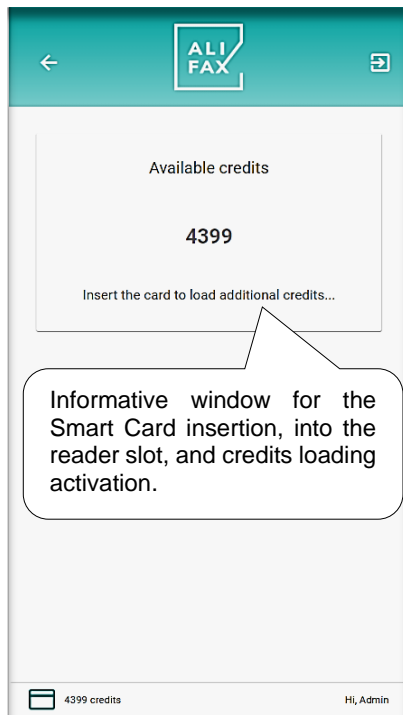 ALI
FAX
Available credits
4399
Insert the card to load additional credits...
Informative window for the
Smart Card insertion, into the
reader slot, and credits loading
activation.
4399 credits
Hi, Admin